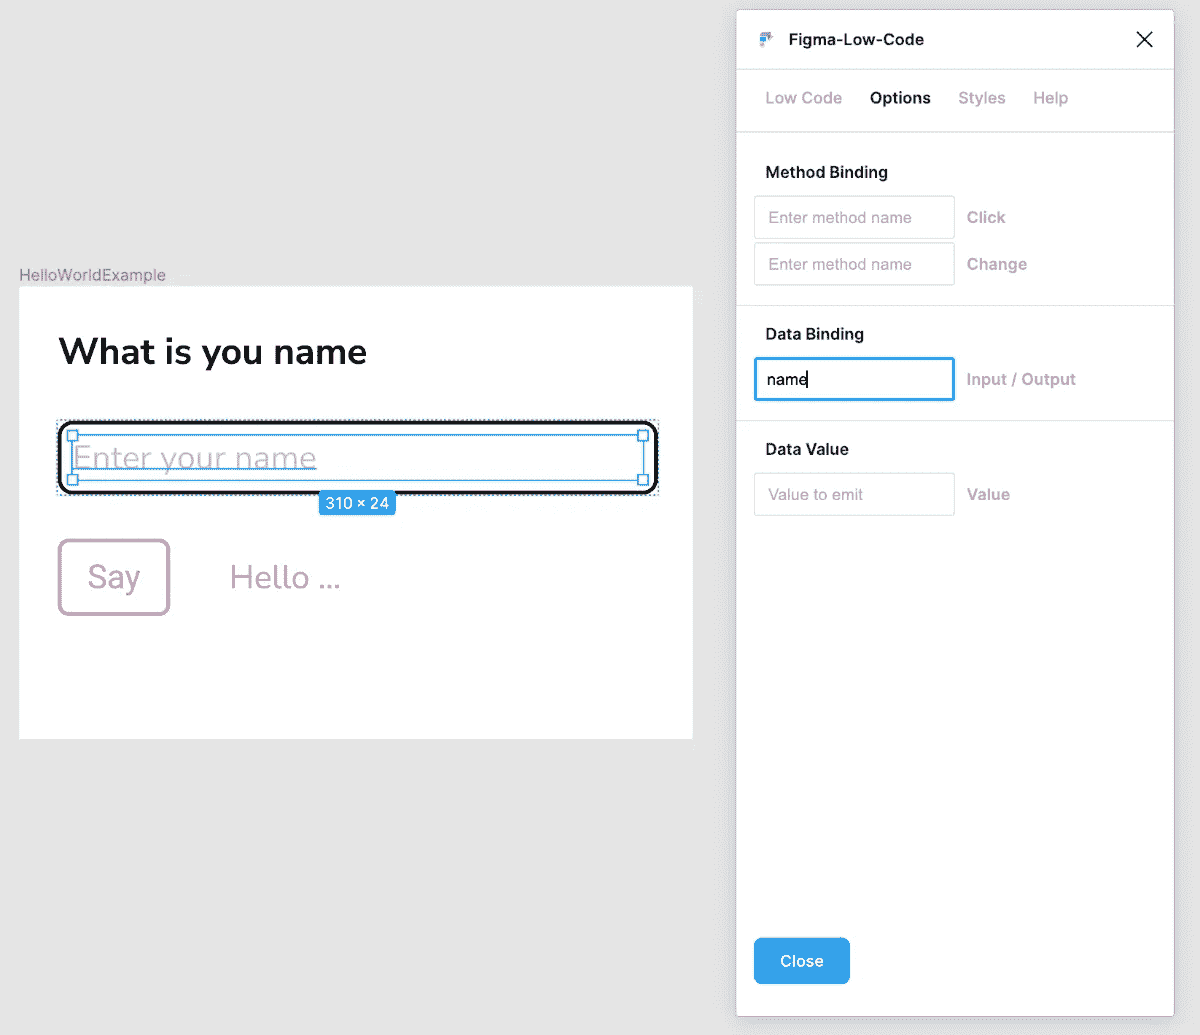 HelloWorldExample
What is you name
Enter your name
310 × 24
Say
Hello ...
Figma-Low-Code
Low Code Options Styles Help
Method Binding
Enter method name Click
Enter method name Change
Data Binding
name Input / Output
Data Value
Value to emit Value
Close